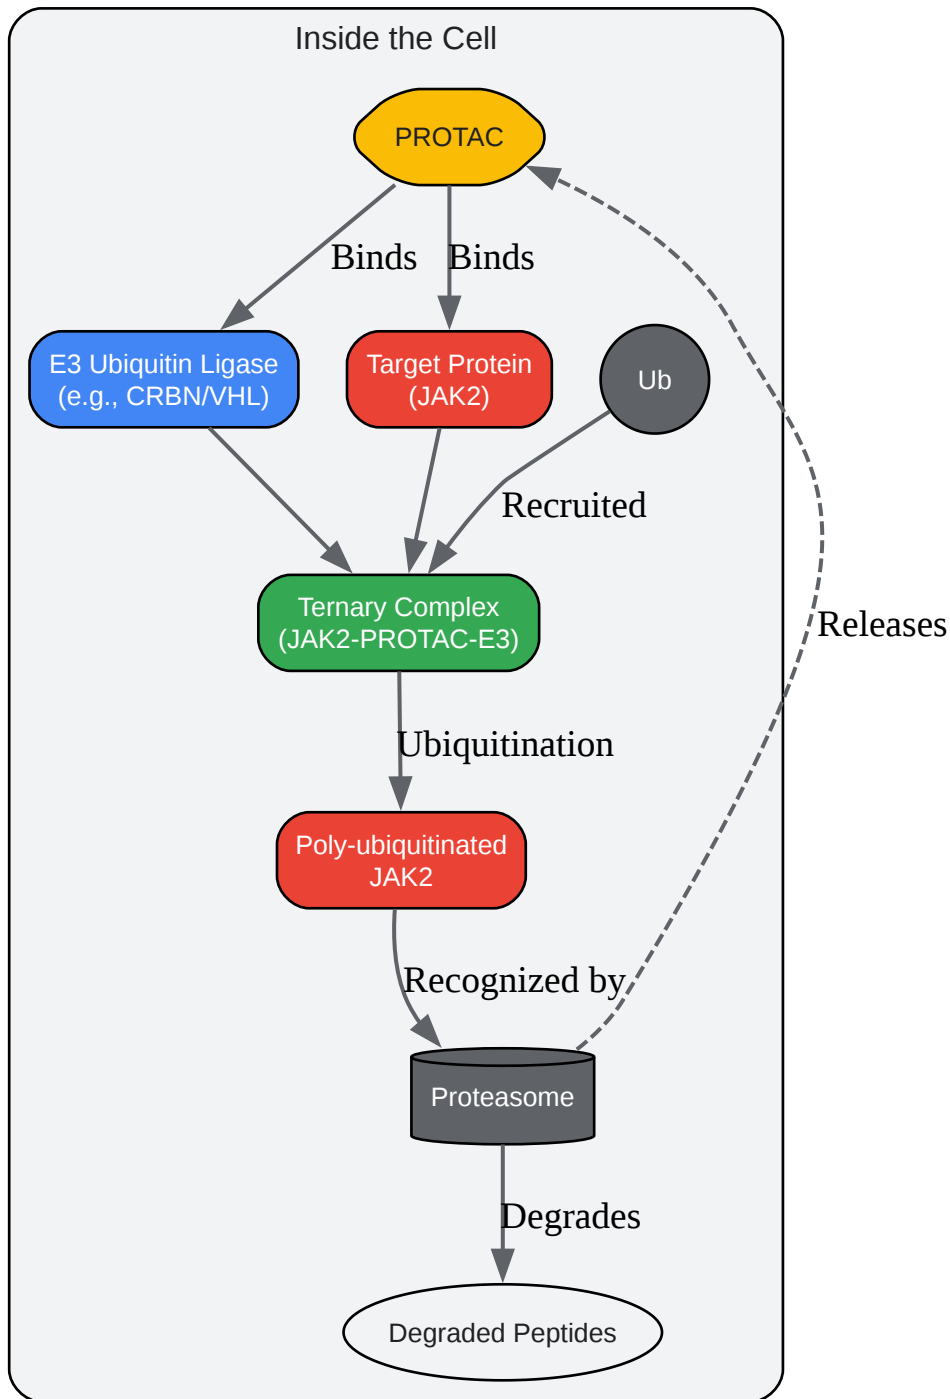 Inside the Cell
PROTAC
Binds
Binds
E3 Ubiquitin Ligase
(e.g., CRBN/VHL)
Target Protein
(JAK2)
Ub
Recruited
Ternary Complex
(JAK2-PROTAC-E3)
Releases
Ubiquitination
Poly-ubiquitinated
JAK2
Recognized by
Proteasome
Degrades
Degraded Peptides